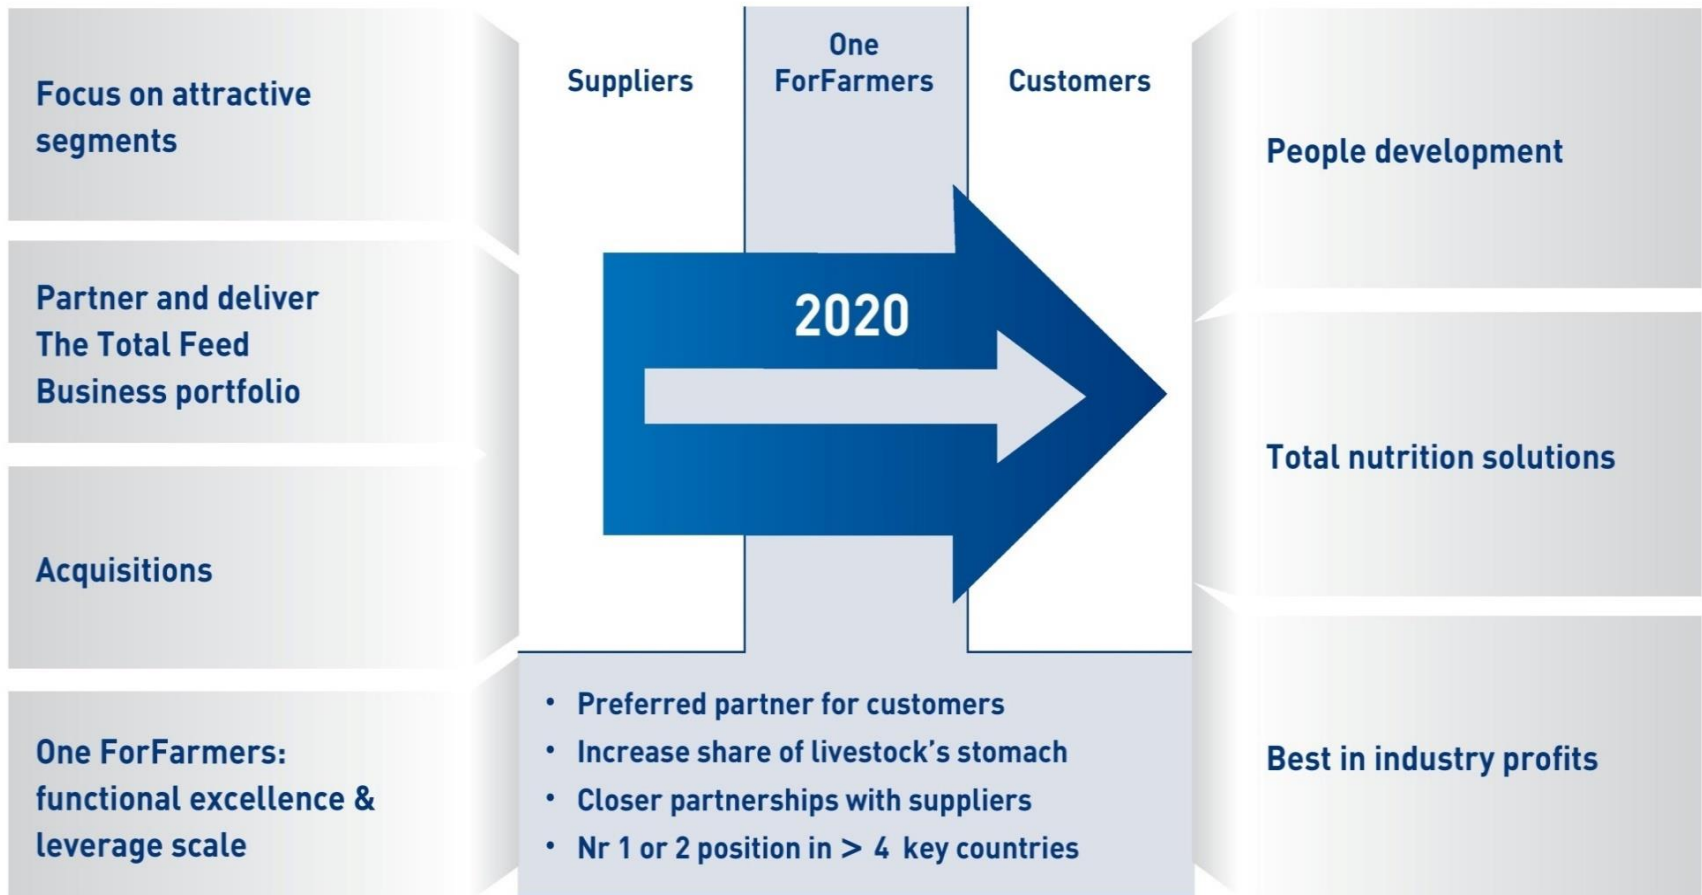 Focus on attractive
segments
Partner and deliver
The Total Feed
Business portfolio
Acquisitions
One ForFarmers:
functional excellence &
leverage scale
Suppliers
One
ForFarmers
Customers
2020
• Preferred partner for customers
• Increase share of livestock's stomach
• Closer partnerships with suppliers
• Nr 1 or 2 position in > 4 key countries
People development
Total nutrition solutions
Best in industry profits